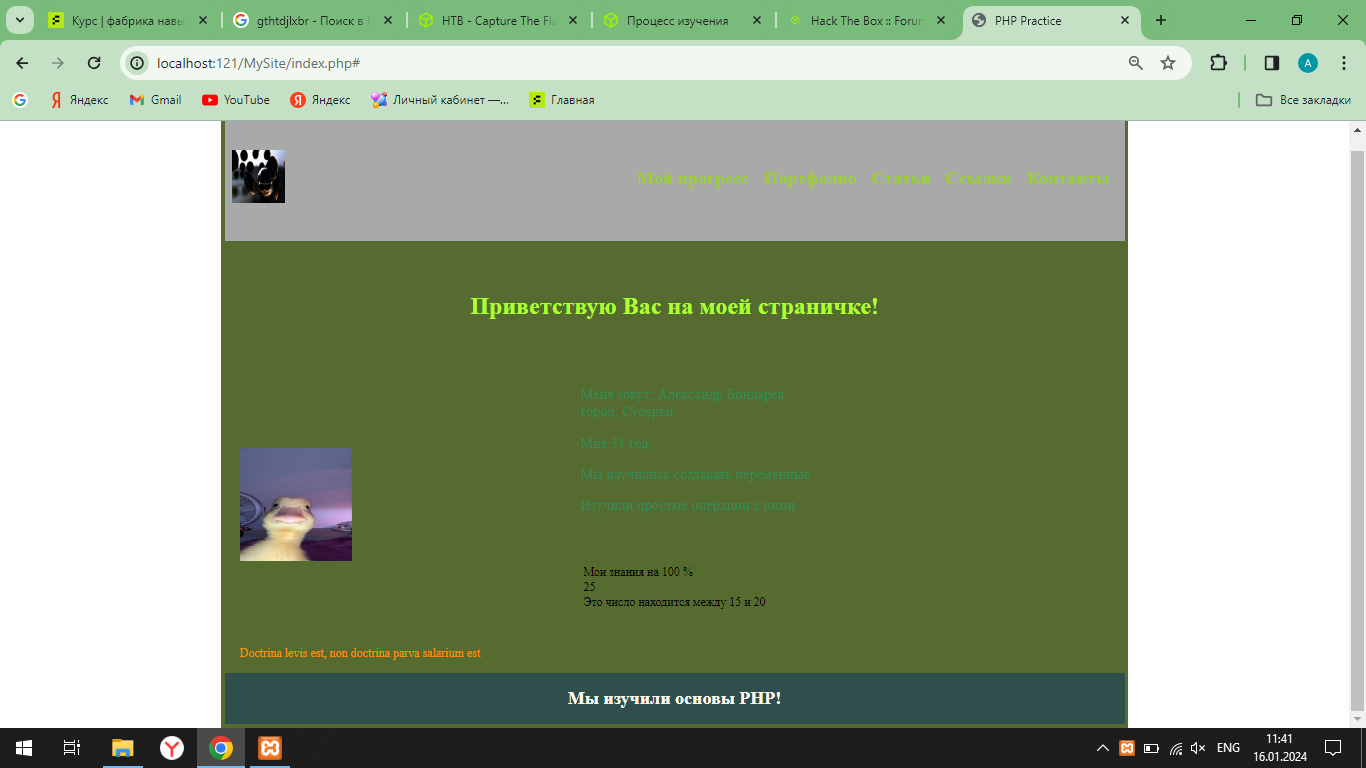 Курс | фабрика навы
gthtdjlxbr - Поиск в G
HTB - Capture The Fla
Процесс изучения
Hack The Box :: Forum
PHP Practice
localhost:121/MySite/index.php#
A
Яндекс
Gmail
YouTube
Яндекс
Личный кабинет —...
Главная
Все закладки
Мой прогресс Портфолио Статьи Ссылки Контакты
Приветствую Вас на моей страничке!
Меня зовут: Александр Бондарев
город: Суоярви
Мне 31 год
Мы научились создавать переменные
Изучили простые операции с ними
Мои знания на 100 %
25
Это число находится между 15 и 20
Doctrina levis est, non doctrina parva salarium est
Мы изучили основы PHP!
ENG
11:41
16.01.2024